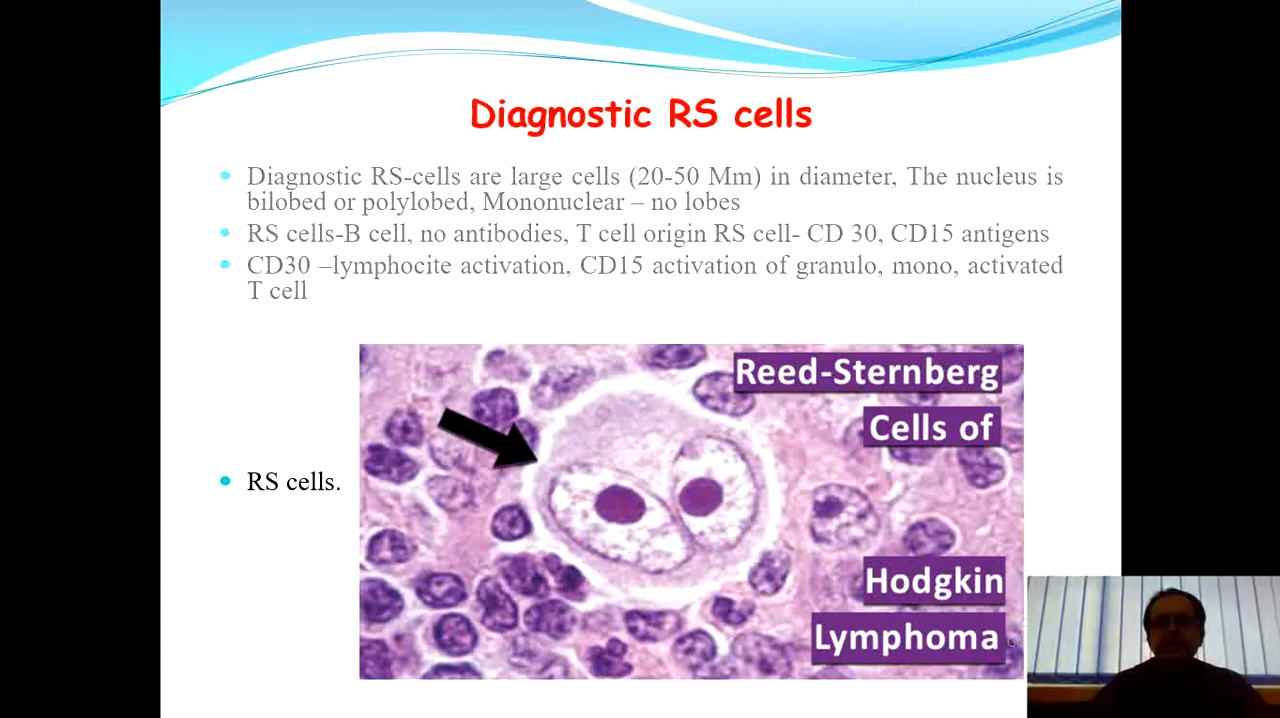 Diagnostic RS cells
Diagnostic RS-cells are large cells (20-50 Mm) in diameter, The nucleus is
bilobed or polylobed, Mononuclear – no lobes
RS cells-B cell, no antibodies, T cell origin RS cell- CD 30, CD15 antigens
CD30 –lymphocite activation, CD15 activation of granulo, mono, activated
T cell
RS cells.
Reed-Sternberg
Cells of
Hodgkin
Lymphoma